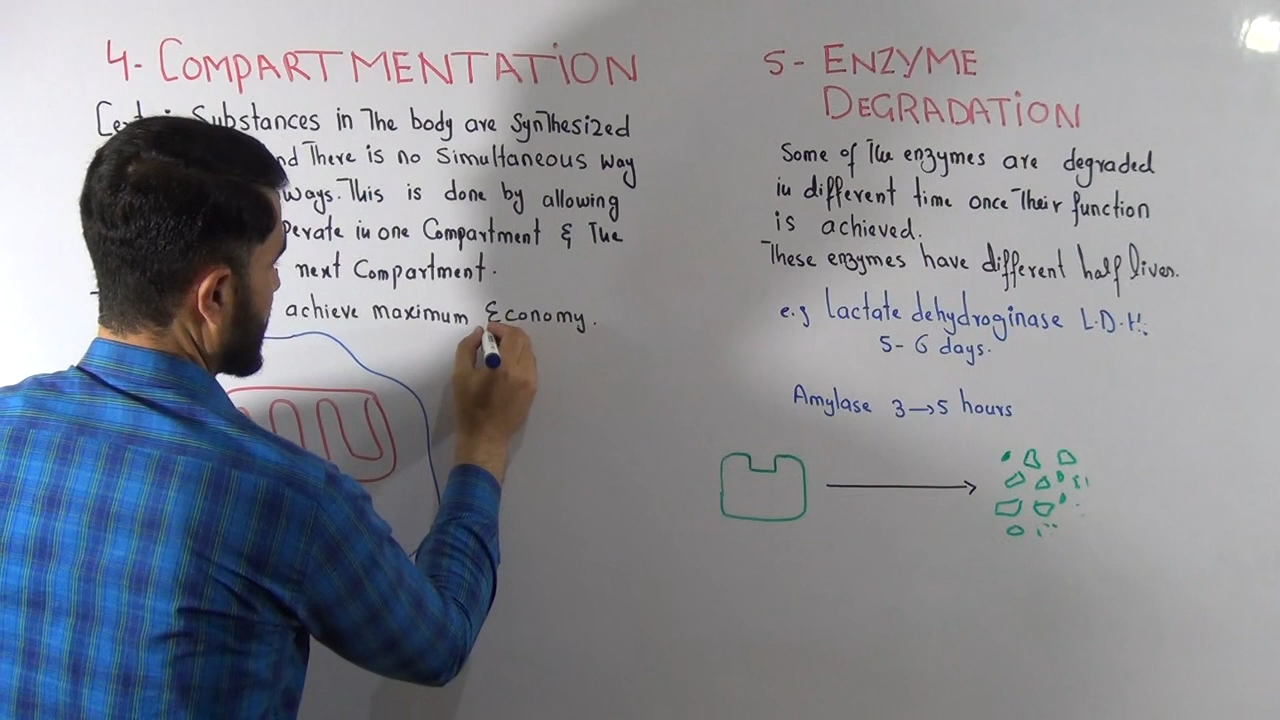 4- COMPARTMENTATION
Substances in The body are Synthesized
There is no Simultaneous way
ways. This is done by allowing
in one Compartment & The
next Compartment.
achieve maximum Economy.
5- ENZYME
DEGRADATION
Some of The enzymes are degraded
in different time once Their function
is achieved.
These enzymes have different half lives.
e.g Lactate dehydroginase L.D.H.
5-6 days.
Amylase 3→5 hours